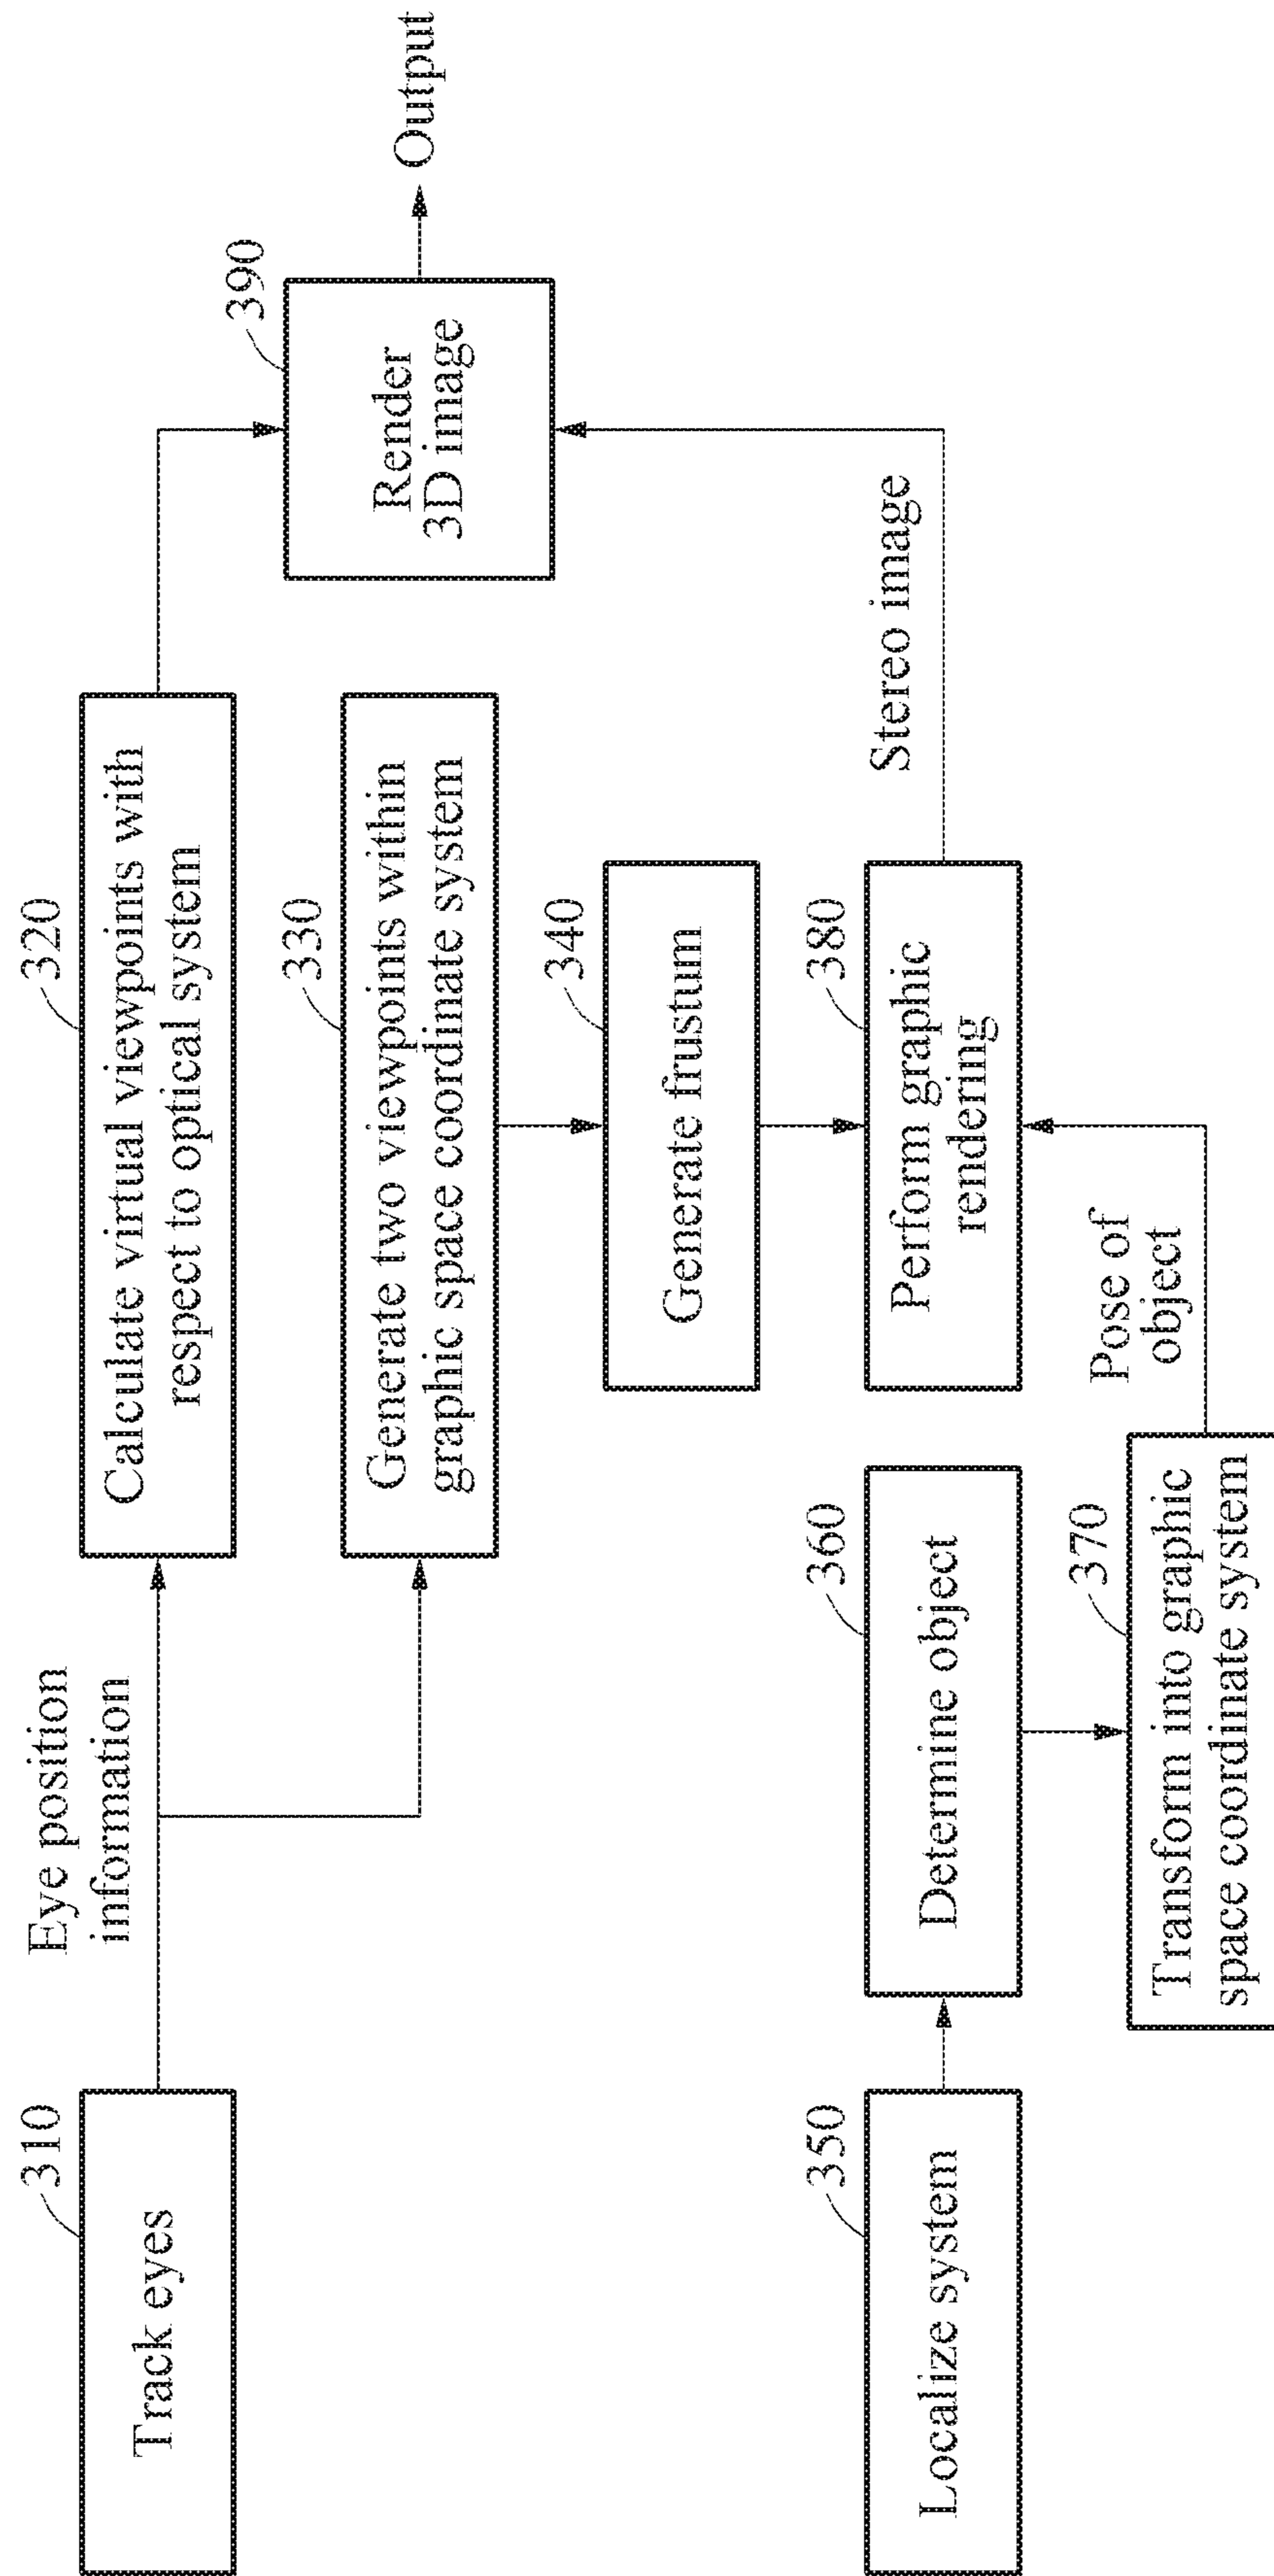 310
Track eyes
Eye position
information
320
Calculate virtual viewpoints with
respect to optical system
330
Generate two viewpoints within
graphic space coordinate system
340
Generate frustum
350
Localize system
360
Determine object
370
Transform into graphic
space coordinate system
Pose of
object
380
Perform graphic
rendering
Stereo image
390
Render
3D image
Output